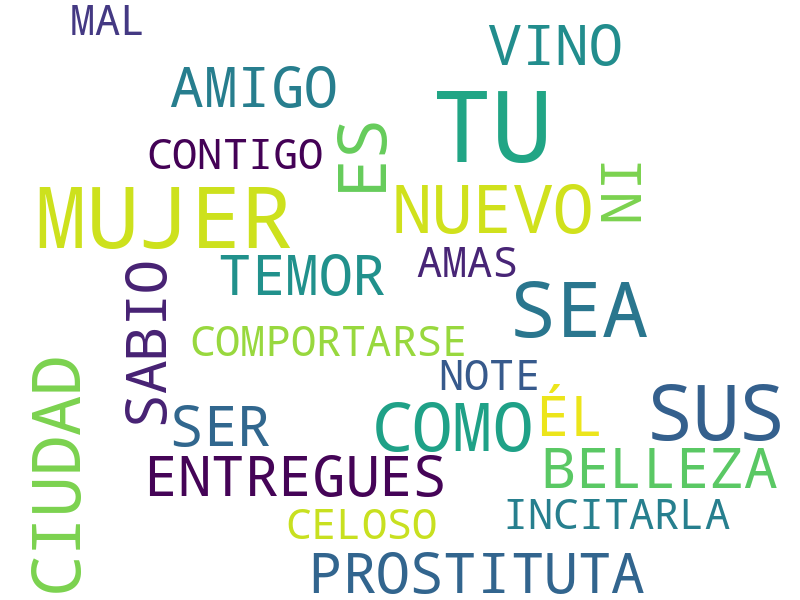 MAL
VINO
AMIGO
TU
CONTIGO
ES
NI
MUJER
NUEVO
TEMOR
AMAS
SABIO
SEA
COMPORTARSE
NOTE
CIUDAD
SER
COMO
ÉL
SUS
ENTREGUES
BELLEZA
CELOSO
INCITARLA
PROSTITUTA